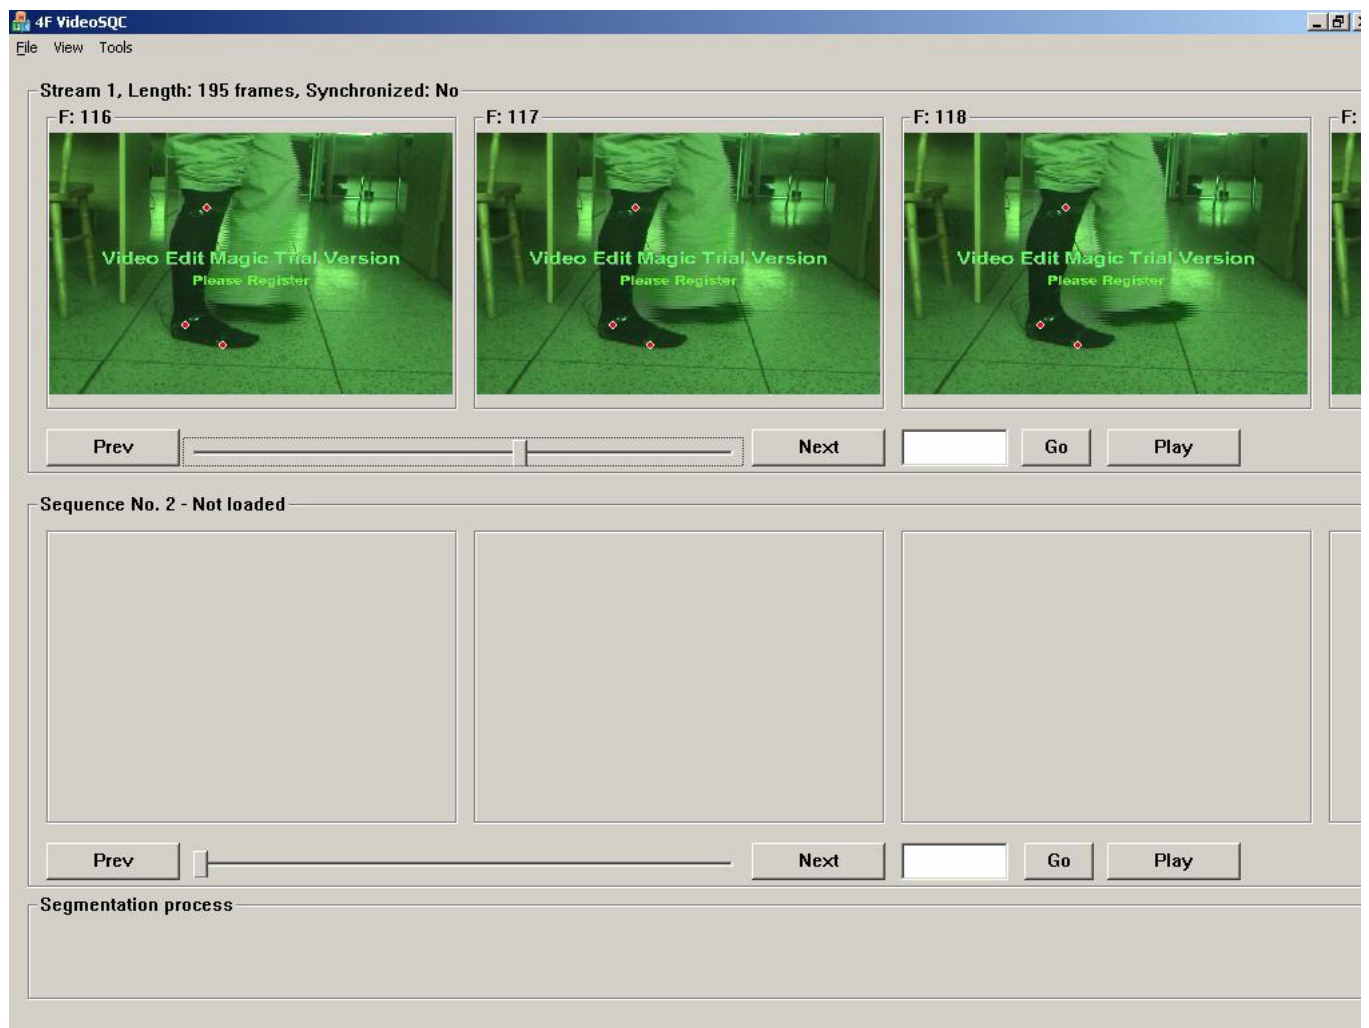 4F VideoSQC
File View Tools
Stream 1, Length: 195 frames, Synchronized: No
F: 116 F: 117 F: 118 F:
Video Edit Magic Trial Version
Please Register
Video Edit Magic Trial Version
Please Register
Video Edit Magic Trial Version
Please Register
Prev Next Go Play
Sequence No. 2 - Not loaded
Prev Next Go Play
Segmentation process